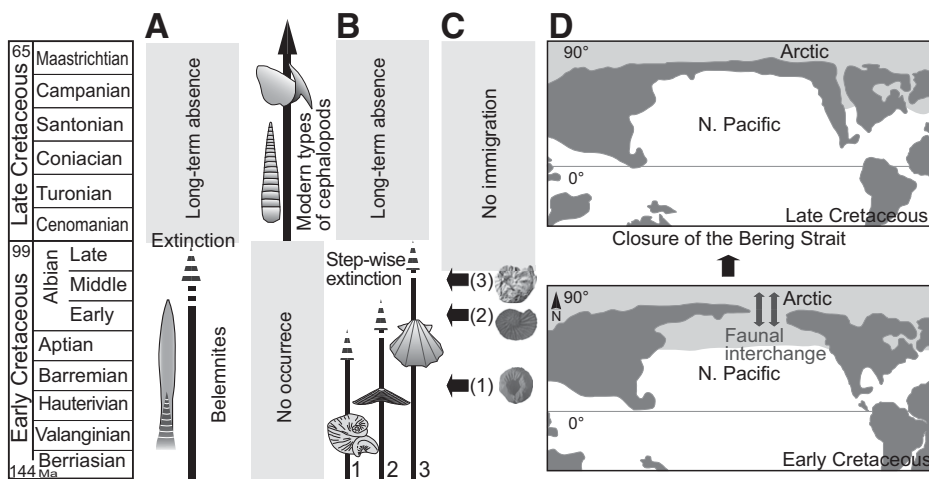 A
B
C
D
Late Cretaceous
Early Cretaceous
65
99
144 Ma
Maastrichtian
Campanian
Santonian
Coniacian
Turonian
Cenomanian
Albian
Late
Middle
Early
Aptian
Barremian
Hauterivian
Valanginian
Berriasian
Long-term absence
Extinction
Belemnites
Modern types
of cephalopods
No occurrece
Long-term absence
Step-wise
extinction
1
2
3
No immigration
(3)
(2)
(1)
90°
Arctic
N. Pacific
0°
Late Cretaceous
Closure of the Bering Strait
90°
N
Arctic
Faunal
interchange
N. Pacific
0°
Early Cretaceous